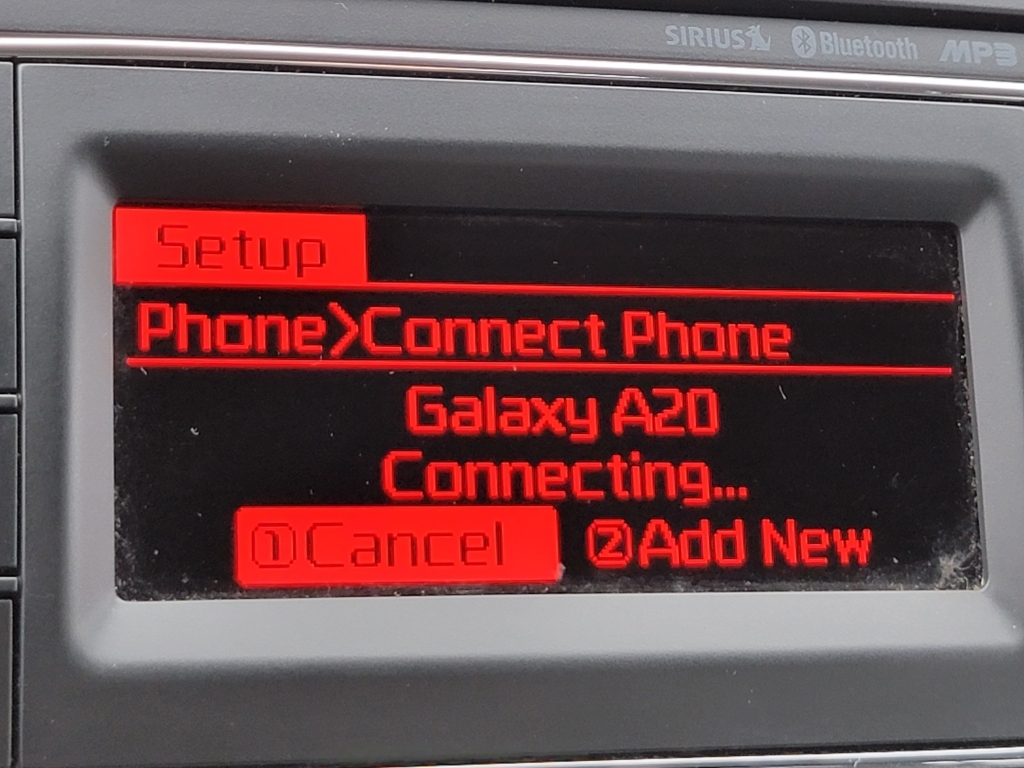 SIRIUS Bluetooth MP3
Setup
Phone>Connect Phone
Galaxy A20
Connecting...
①Cancel ②Add New